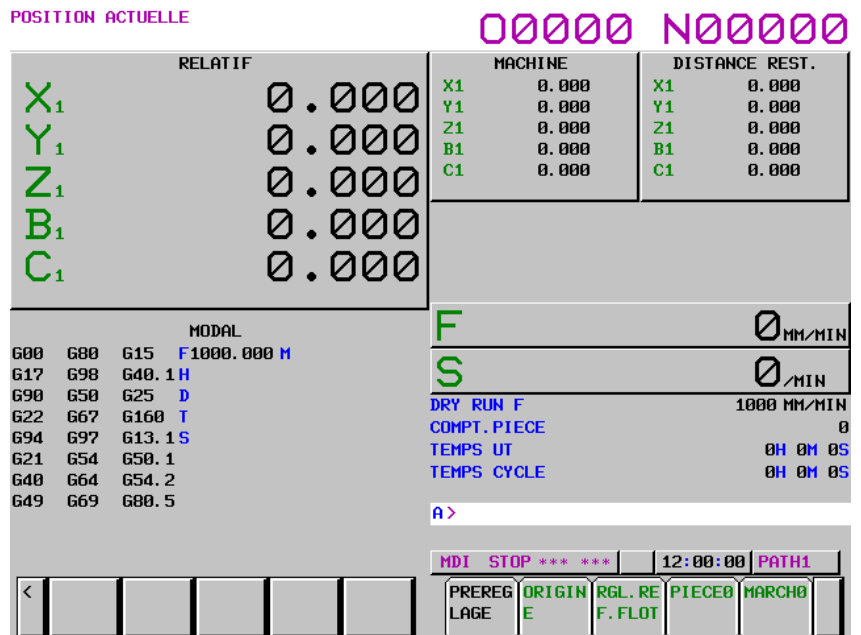 POSITION ACTUELLE
O0000 N00000
RELATIF
X1 0.000
Y1 0.000
Z1 0.000
B1 0.000
C1 0.000
MACHINE
X1 0.000
Y1 0.000
Z1 0.000
B1 0.000
C1 0.000
DISTANCE REST.
X1 0.000
Y1 0.000
Z1 0.000
B1 0.000
C1 0.000
MODAL
G00 G80 G15 F1000.000 M
G17 G98 G40.1 H
G90 G50 G25 D
G22 G67 G160 T
G94 G97 G13.1 S
G21 G54 G50.1
G40 G64 G54.2
G49 G69 G80.5
F 0 MM/MIN
S 0 /MIN
DRY RUN F 1000 MM/MIN
COMPT.PIECE 0
TEMPS UT 0H 0M 0S
TEMPS CYCLE 0H 0M 0S
A>
MDI STOP *** *** 12:00:00 PATH1
< PREREG ORIGIN RGL.RE PIECE0 MARCH0
LAGE E F.FLOT